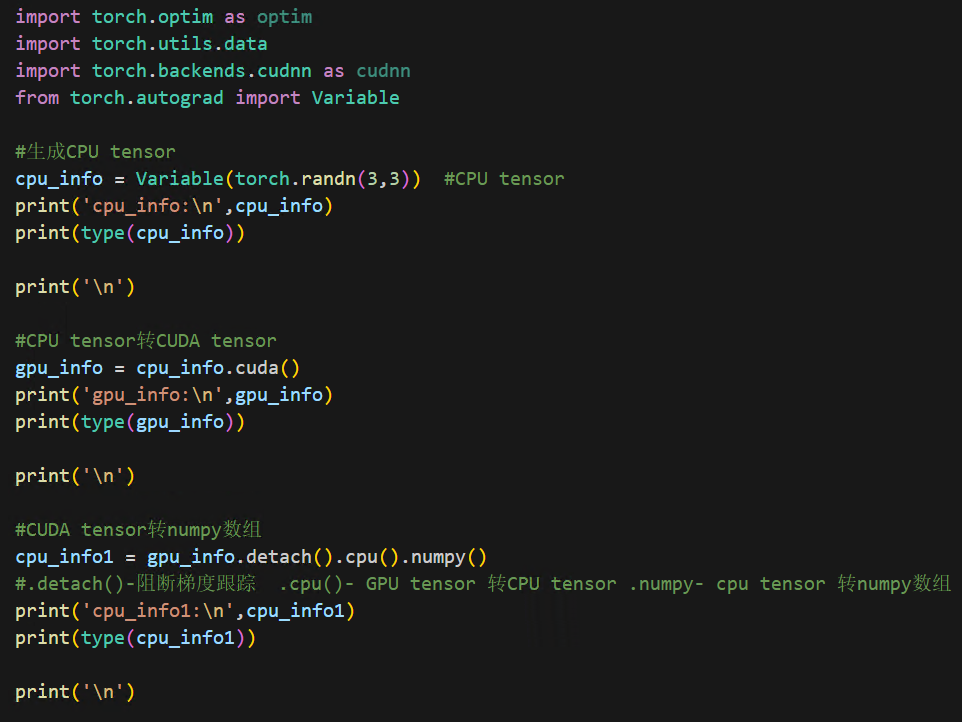 import torch.optim as optim
import torch.utils.data
import torch.backends.cudnn as cudnn
from torch.autograd import Variable
#生成CPU tensor
cpu_info = Variable(torch.randn(3,3))  #CPU tensor
print('cpu_info:\n',cpu_info)
print(type(cpu_info))
print('\n')
#CPU tensor转CUDA tensor
gpu_info = cpu_info.cuda()
print('gpu_info:\n',gpu_info)
print(type(gpu_info))
print('\n')
#CUDA tensor转numpy数组
cpu_info1 = gpu_info.detach().cpu().numpy()
#.detach()-阻断梯度跟踪  .cpu()- GPU tensor 转CPU tensor .numpy- cpu tensor 转numpy数组
print('cpu_info1:\n',cpu_info1)
print(type(cpu_info1))
print('\n')